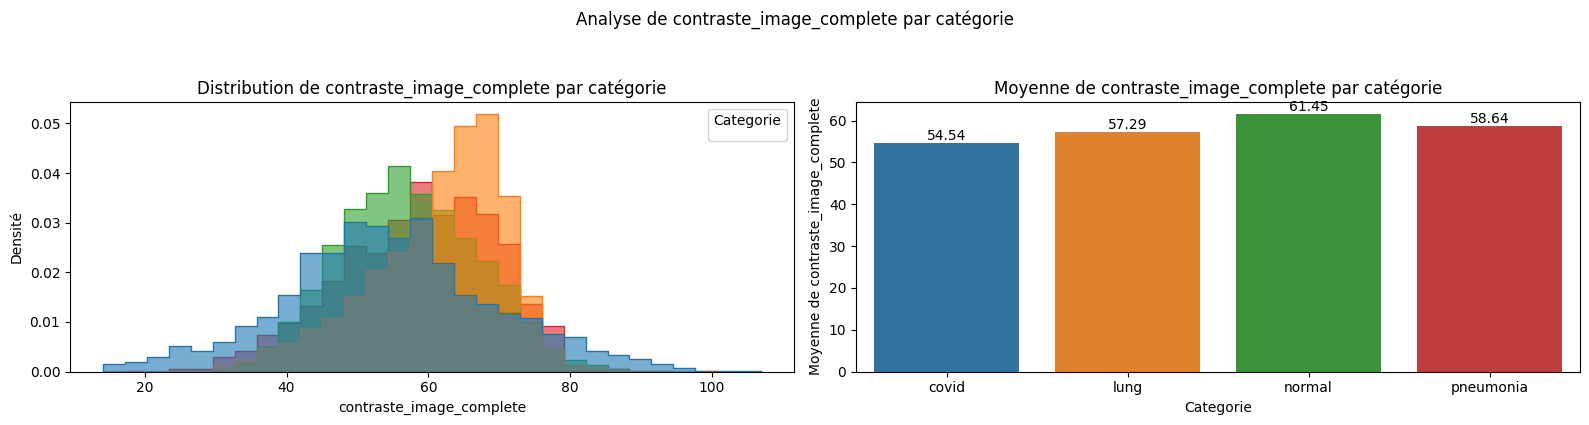 Analyse de contraste_image_complete par catégorie
Distribution de contraste_image_complete par catégorie
Categorie
Densité
0.05
0.04
0.03
0.02
0.01
0.00
20 40 60 80 100
contraste_image_complete
Moyenne de contraste_image_complete par catégorie
Moyenne de contraste_image_complete
60
50
40
30
20
10
0
54.54 57.29 61.45 58.64
covid lung normal pneumonia
Categorie